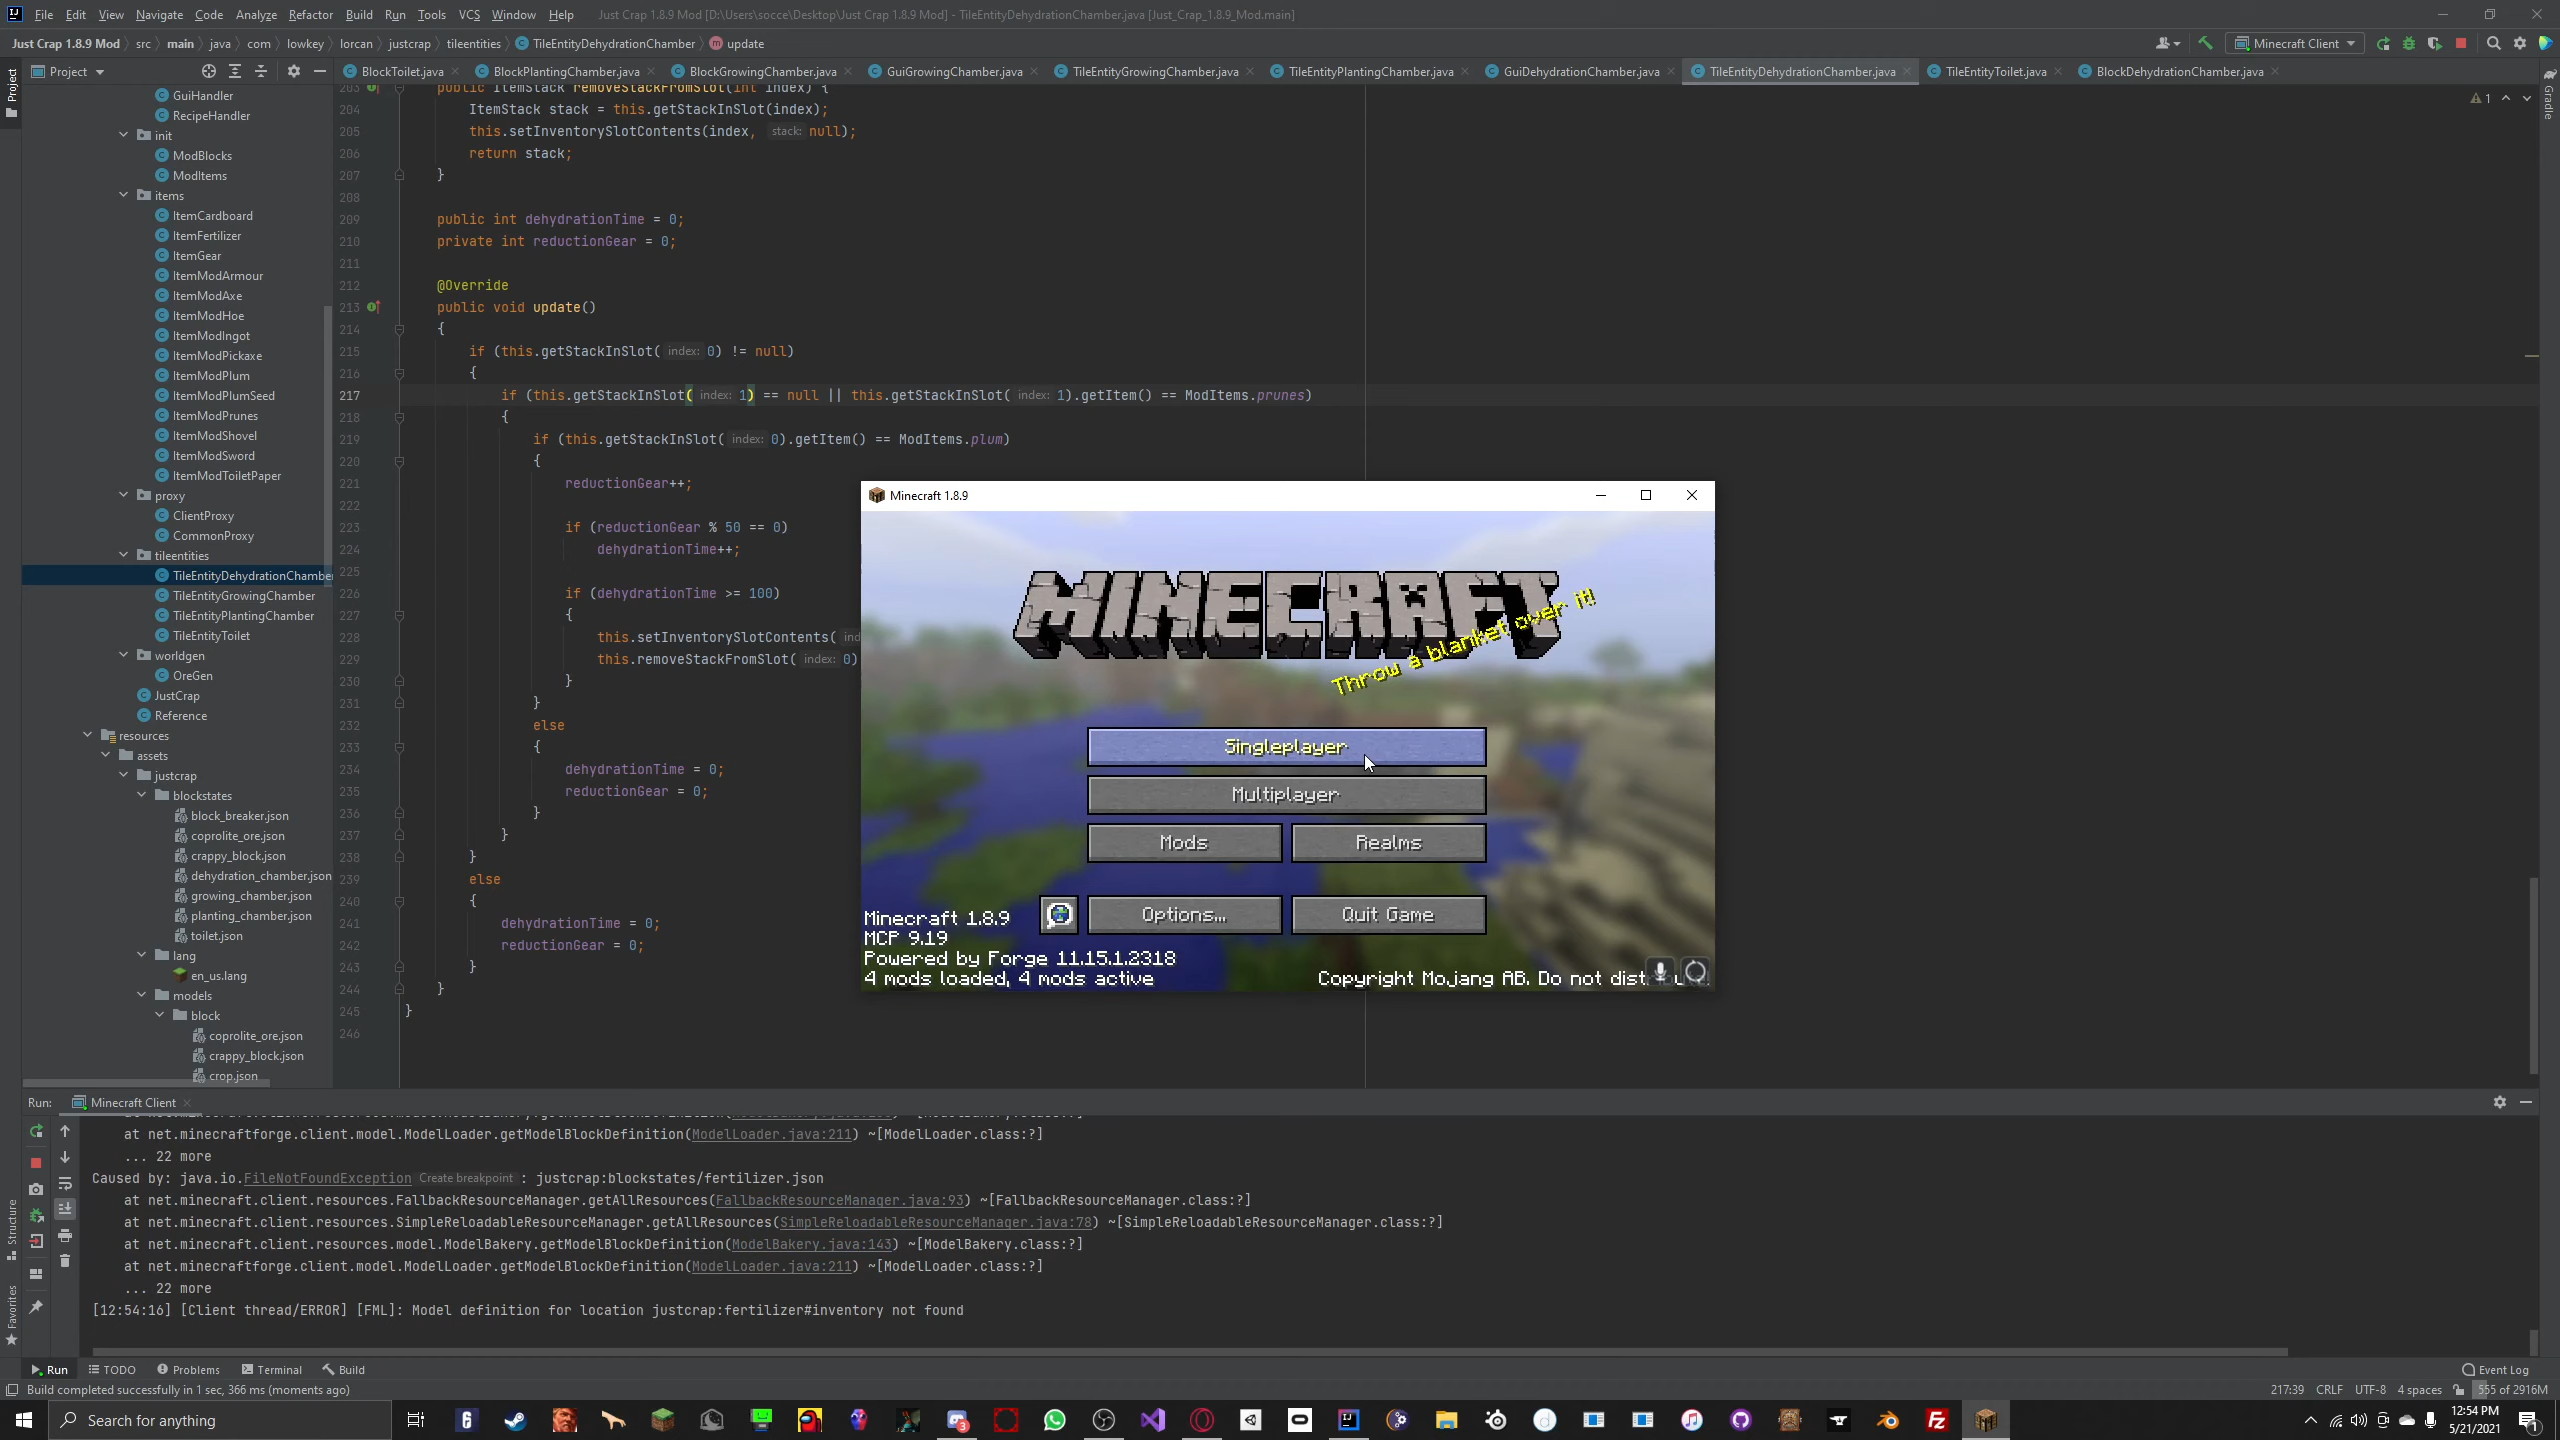 File Edit View Navigate Code Analyze Refactor Build Run Tools VCS Window Help Just Crap 1.8.9 Mod [D:\Users\socce\Desktop\Just Crap 1.8.9 Mod] - TileEntityDehydrationChamber.java [Just_Crap_1.8.9_Mod.main]
Just Crap 1.8.9 Mod src main java com lowkey lorcan justcrap tileentities TileEntityDehydrationChamber update
Minecraft Client
Project
BlockToilet.java BlockPlantingChamber.java BlockGrowingChamber.java GuiGrowingChamber.java TileEntityGrowingChamber.java TileEntityPlantingChamber.java GuiDehydrationChamber.java TileEntityDehydrationChamber.java TileEntityToilet.java BlockDehydrationChamber.java
Project
Gradle
Structure
Favorites
GuiHandler
RecipeHandler
init
ModBlocks
ModItems
items
ItemCardboard
ItemFertilizer
ItemGear
ItemModArmour
ItemModAxe
ItemModHoe
ItemModIngot
ItemModPickaxe
ItemModPlum
ItemModPlumSeed
ItemModPrunes
ItemModShovel
ItemModSword
ItemModToiletPaper
proxy
ClientProxy
CommonProxy
tileentities
TileEntityDehydrationChamber
TileEntityGrowingChamber
TileEntityPlantingChamber
TileEntityToilet
worldgen
OreGen
JustCrap
Reference
resources
assets
justcrap
blockstates
block_breaker.json
coprolite_ore.json
crappy_block.json
dehydration_chamber.json
growing_chamber.json
planting_chamber.json
toilet.json
lang
en_us.lang
models
block
coprolite_ore.json
crappy_block.json
crop.json
1
203 public ItemStack removeStackFromSlot(int index) {
204 ItemStack stack = this.getStackInSlot(index);
205 this.setInventorySlotContents(index, stack: null);
206 return stack;
207 }
208
209 public int dehydrationTime = 0;
210 private int reductionGear = 0;
211
212 @Override
213 public void update()
214 {
215 if (this.getStackInSlot( index: 0) != null)
216 {
217 if (this.getStackInSlot( index: 1) == null || this.getStackInSlot( index: 1).getItem() == ModItems.prunes)
218 {
219 if (this.getStackInSlot( index: 0).getItem() == ModItems.plum)
220 {
221 reductionGear++;
222
223 if (reductionGear % 50 == 0)
224 dehydrationTime++;
225
226 if (dehydrationTime >= 100)
227 {
228 this.setInventorySlotContents( ind
229 this.removeStackFromSlot( index: 0)
230 }
231 }
232 else
233 {
234 dehydrationTime = 0;
235 reductionGear = 0;
236 }
237 }
238 }
239 else
240 {
241 dehydrationTime = 0;
242 reductionGear = 0;
243 }
244 }
245 }
246
Minecraft 1.8.9
MINECRAFT
Throw a blanket over it!
Singleplayer
Multiplayer
Mods Realms
Options... Quit Game
Minecraft 1.8.9
MCP 9.19
Powered by Forge 11.15.1.2318
4 mods loaded, 4 mods active
Copyright Mojang AB. Do not dist
Run: Minecraft Client
at net.minecraftforge.client.model.ModelLoader.getModelBlockDefinition(ModelLoader.java:211) ~[ModelLoader.class:?]
... 22 more
Caused by: java.io.FileNotFoundException Create breakpoint : justcrap:blockstates/fertilizer.json
at net.minecraft.client.resources.FallbackResourceManager.getAllResources(FallbackResourceManager.java:93) ~[FallbackResourceManager.class:?]
at net.minecraft.client.resources.SimpleReloadableResourceManager.getAllResources(SimpleReloadableResourceManager.java:78) ~[SimpleReloadableResourceManager.class:?]
at net.minecraft.client.resources.model.ModelBakery.getModelBlockDefinition(ModelBakery.java:143) ~[ModelBakery.class:?]
at net.minecraftforge.client.model.ModelLoader.getModelBlockDefinition(ModelLoader.java:211) ~[ModelLoader.class:?]
... 22 more
[12:54:16] [Client thread/ERROR] [FML]: Model definition for location justcrap:fertilizer#inventory not found
Run TODO Problems Terminal Build Event Log
Build completed successfully in 1 sec, 366 ms (moments ago) 217:39 CRLF UTF-8 4 spaces 555 of 2916M
Search for anything
12:54 PM
5/21/2021